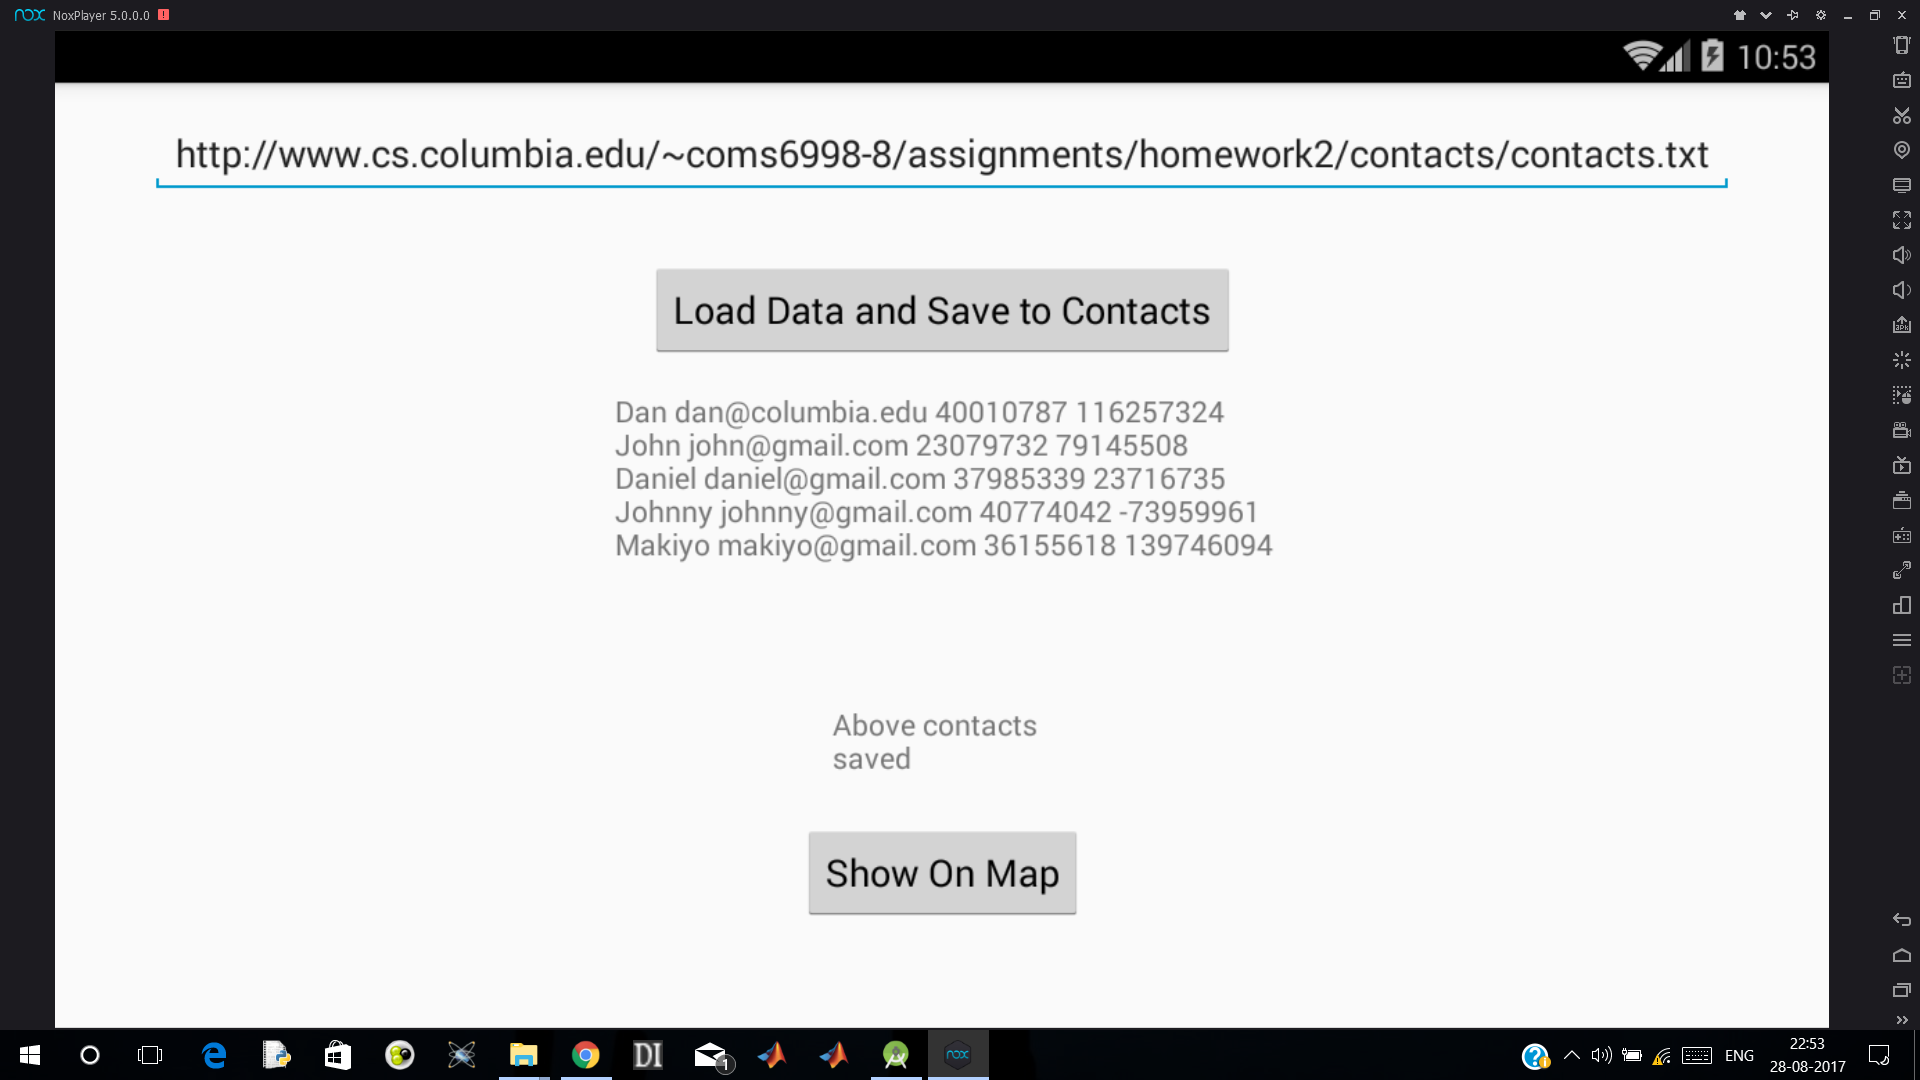 nox NoxPlayer 5.0.0.0
10:53
http://www.cs.columbia.edu/~coms6998-8/assignments/homework2/contacts/contacts.txt
Load Data and Save to Contacts
Dan dan@columbia.edu 40010787 116257324
John john@gmail.com 23079732 79145508
Daniel daniel@gmail.com 37985339 23716735
Johnny johnny@gmail.com 40774042 -73959961
Makiyo makiyo@gmail.com 36155618 139746094
Above contacts
saved
Show On Map
DI
1
nox
ENG
22:53
28-08-2017